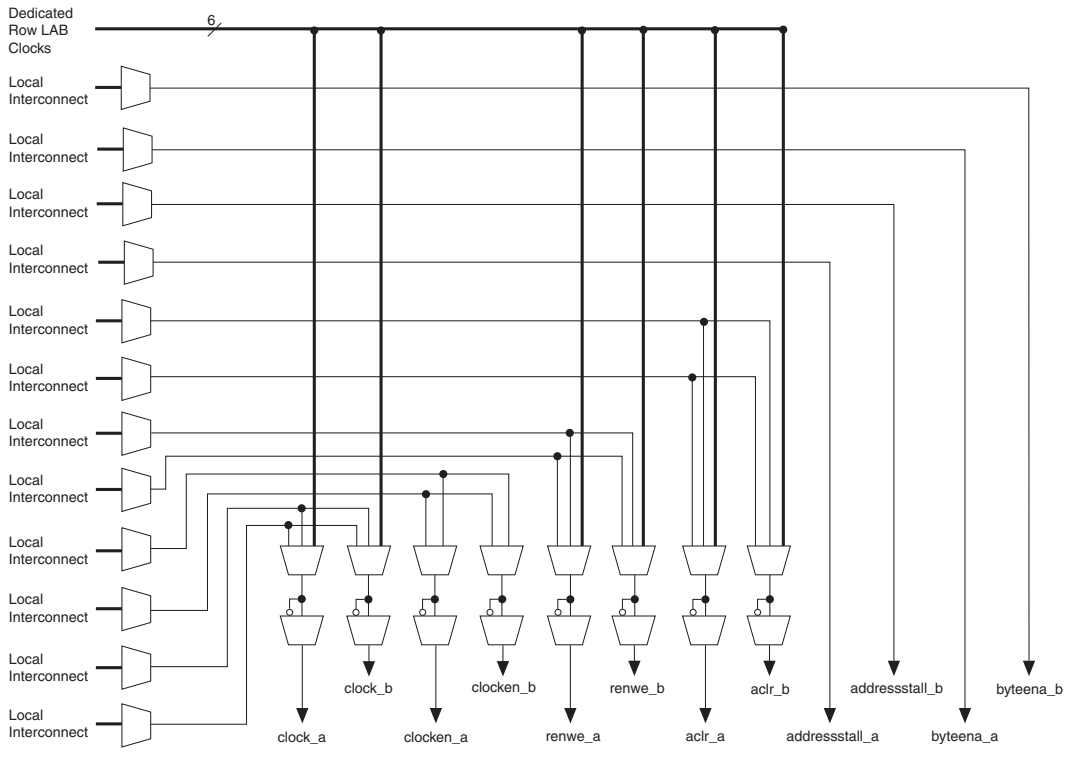 Dedicated
Row LAB
Clocks
6
Local
Interconnect
Local
Interconnect
Local
Interconnect
Local
Interconnect
Local
Interconnect
Local
Interconnect
Local
Interconnect
Local
Interconnect
Local
Interconnect
Local
Interconnect
Local
Interconnect
Local
Interconnect
clock_b clocken_b renwe_b aclr_b addressstall_b byteena_b
clock_a clocken_a renwe_a aclr_a addressstall_a byteena_a